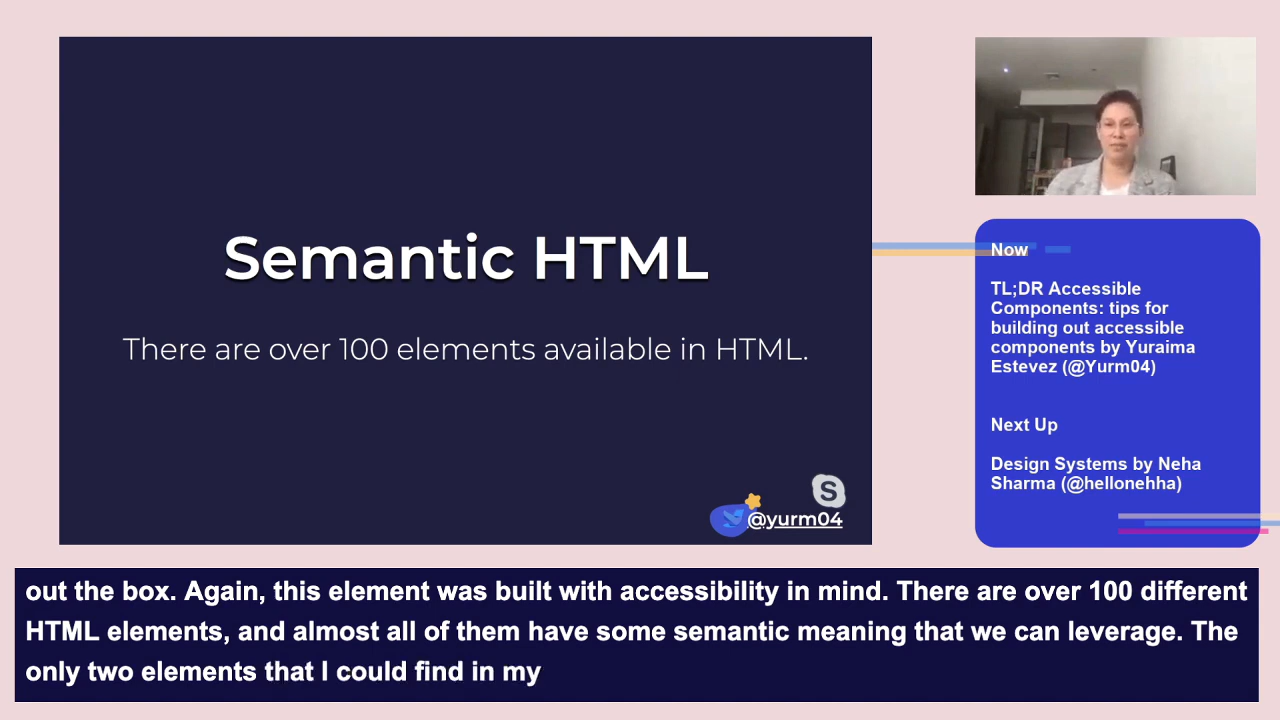 Semantic HTML
There are over 100 elements available in HTML.
S
@yurm04
Now
TL;DR Accessible
Components: tips for
building out accessible
components by Yuraima
Estevez (@Yurm04)
Next Up
Design Systems by Neha
Sharma (@hellonehha)
out the box. Again, this element was built with accessibility in mind. There are over 100 different
HTML elements, and almost all of them have some semantic meaning that we can leverage. The
only two elements that I could find in my